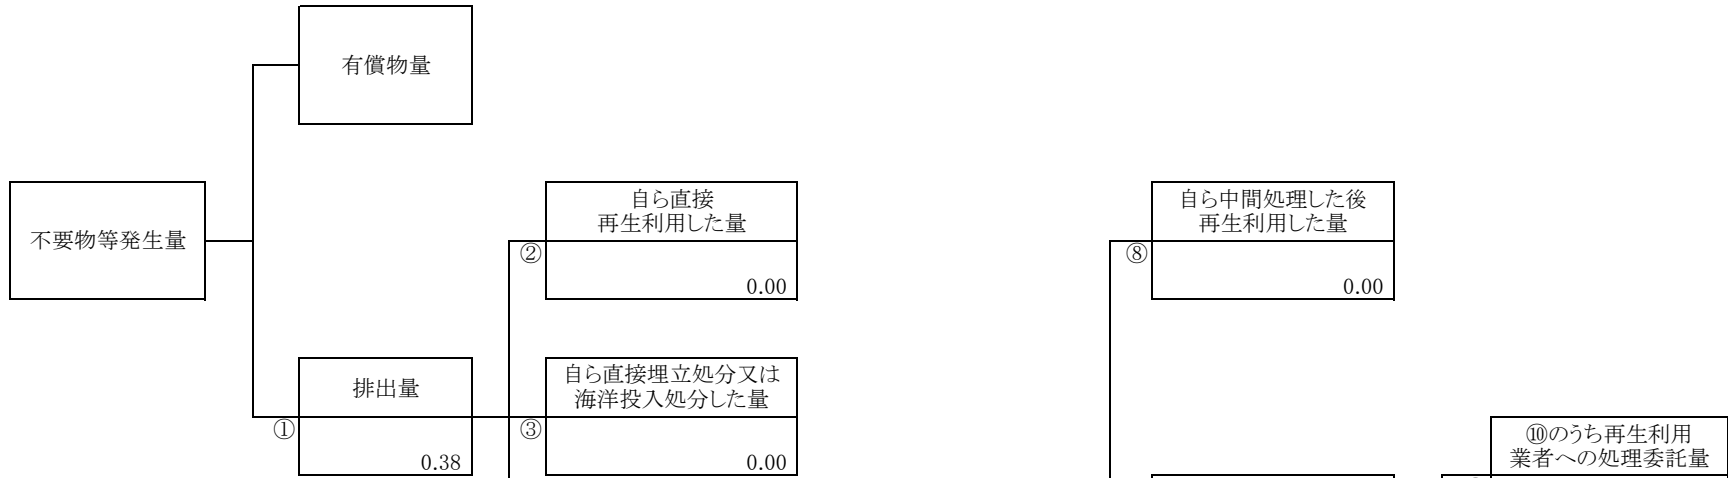 有償物量
不要物等発生量
自ら直接
再生利用した量
②
0.00
自ら中間処理した後
再生利用した量
⑧
0.00
排出量
①
0.38
自ら直接埋立処分又は
海洋投入処分した量
③
0.00
⑩のうち再生利用
業者への処理委託量